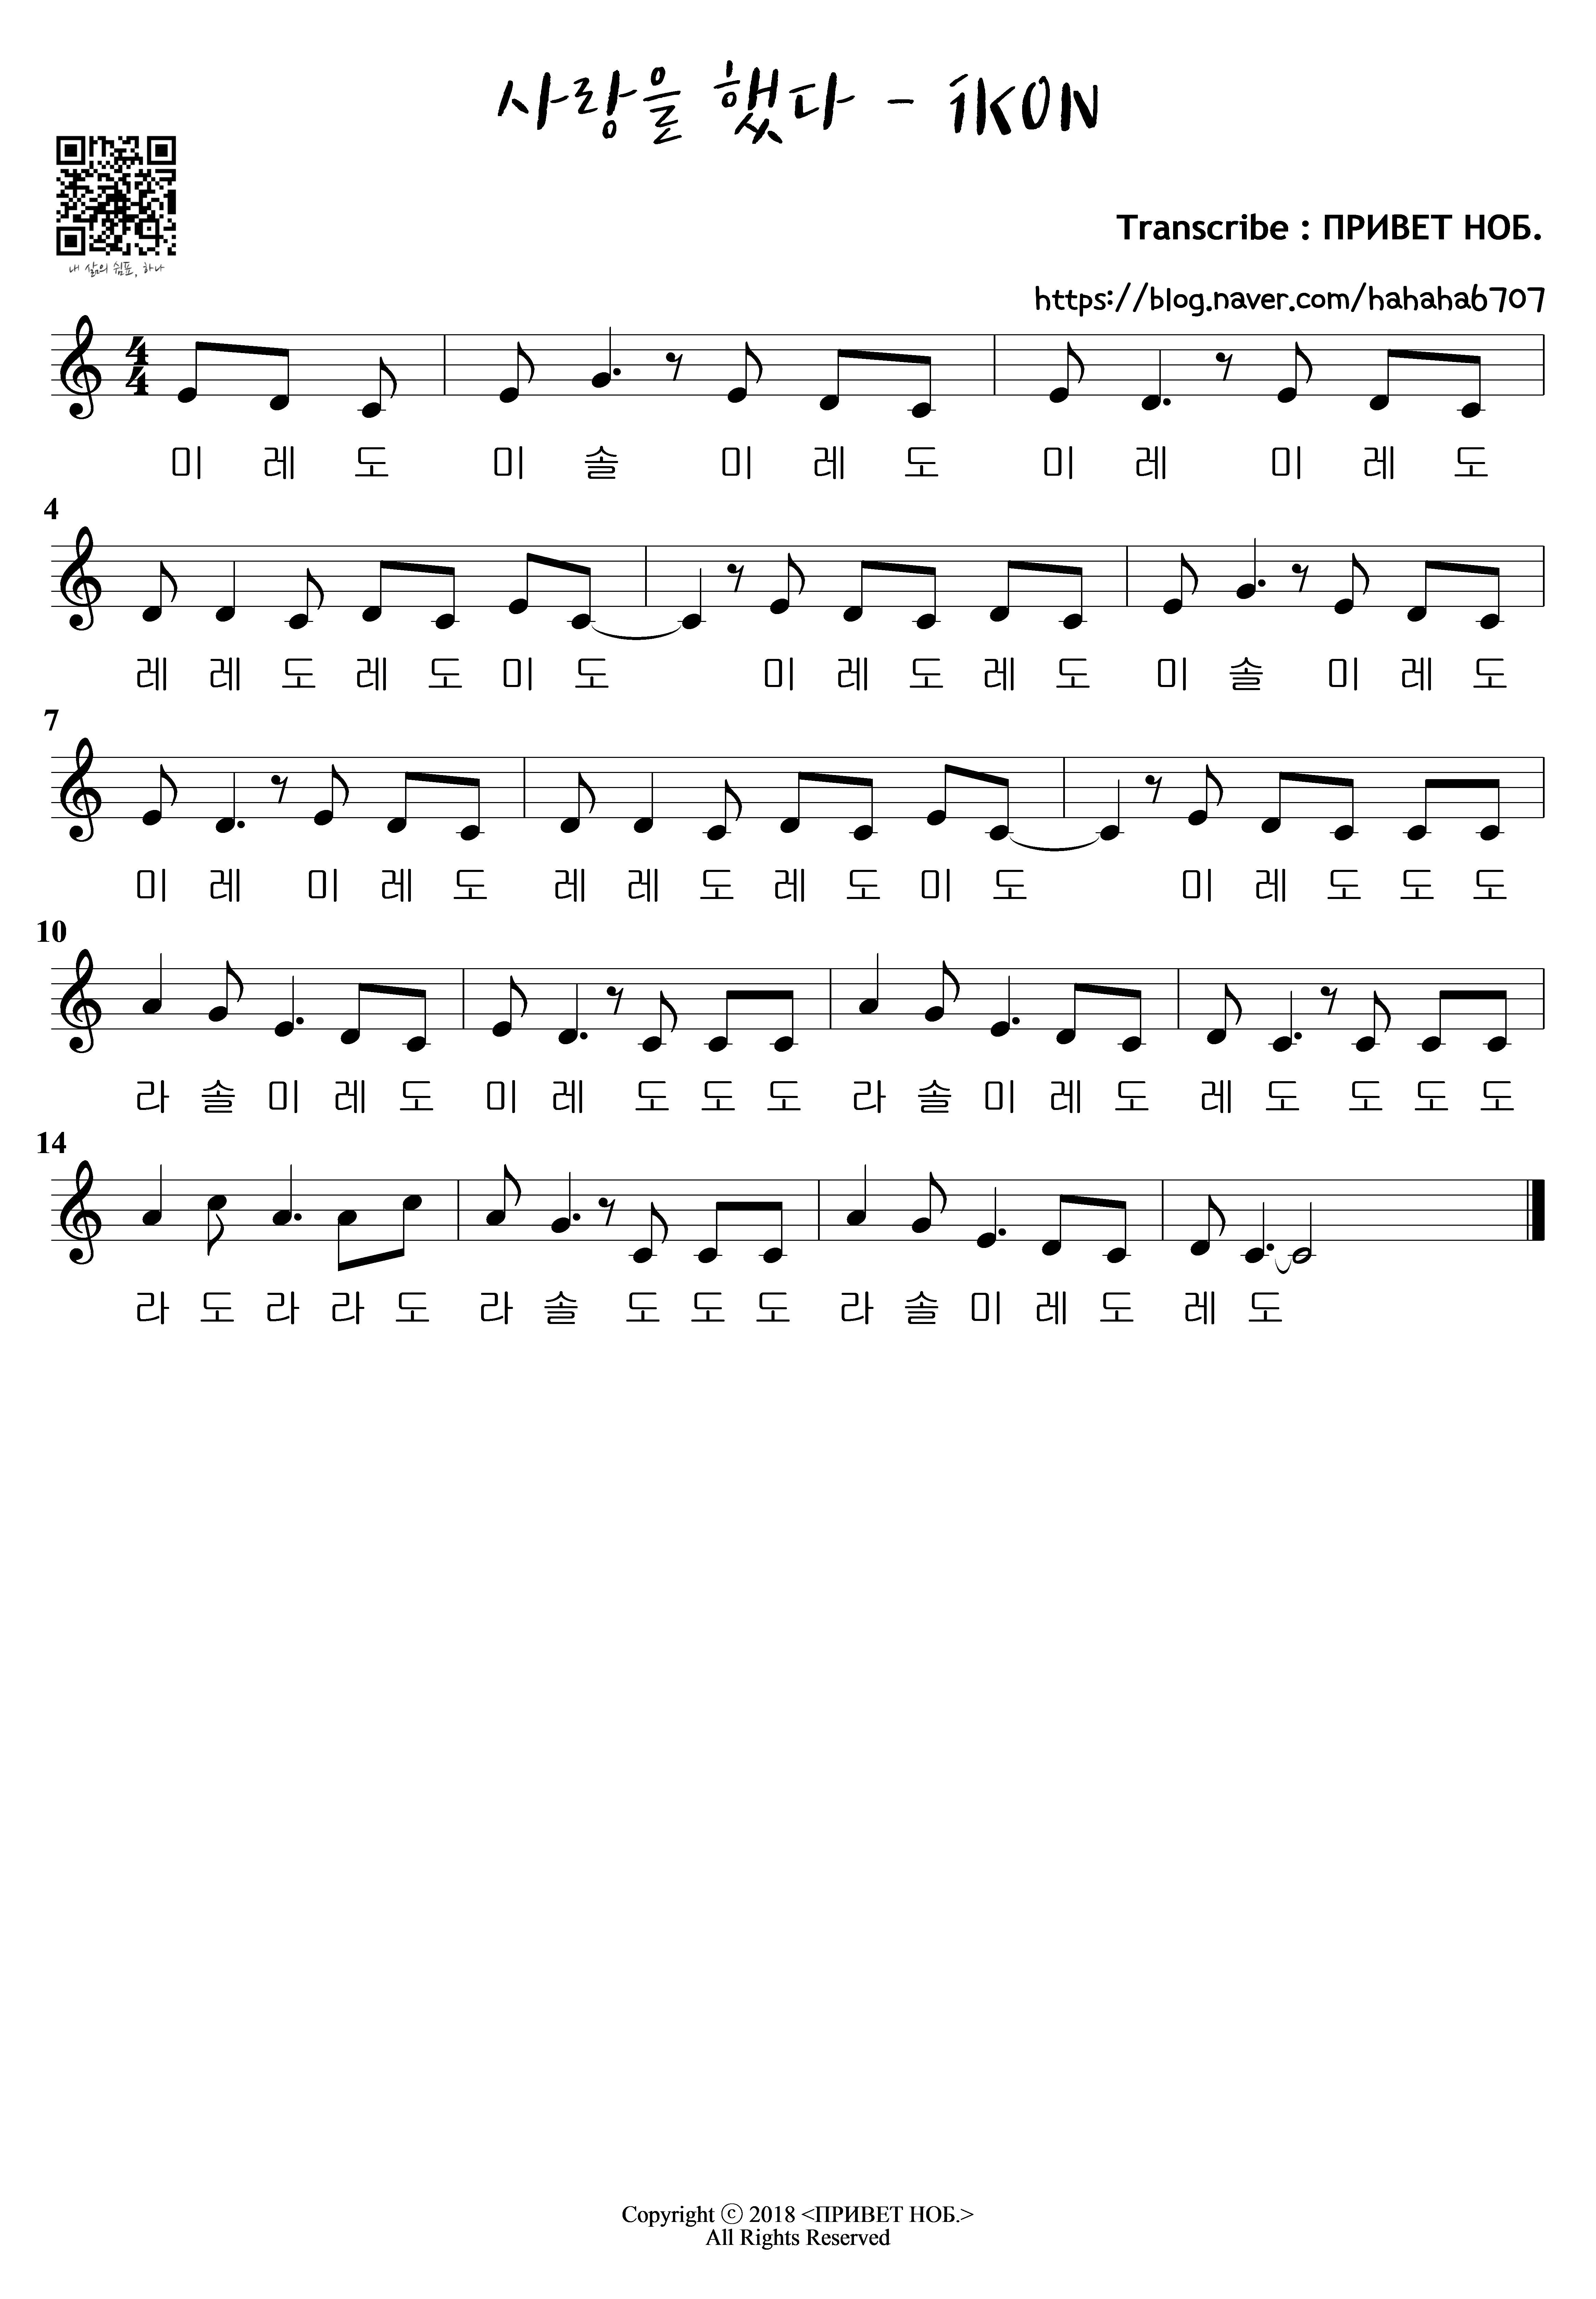 사랑을 했다 - iKON
내 삶의 쉼표, 하나
Transcribe : ПРИВЕТ НОБ.
https://blog.naver.com/hahaha6707
4
4
미 레 도 미 솔 미 레 도 미 레 미 레 도
4
레 레 도 레 도 미 도 미 레 도 레 도 미 솔 미 레 도
7
미 레 미 레 도 레 레 도 레 도 미 도 미 레 도 도 도
10
라 솔 미 레 도 미 레 도 도 도 라 솔 미 레 도 레 도 도 도 도
14
라 도 라 라 도 라 솔 도 도 도 라 솔 미 레 도 레 도
Copyright ⓒ 2018 <ПРИВЕТ НОБ.>
All Rights Reserved